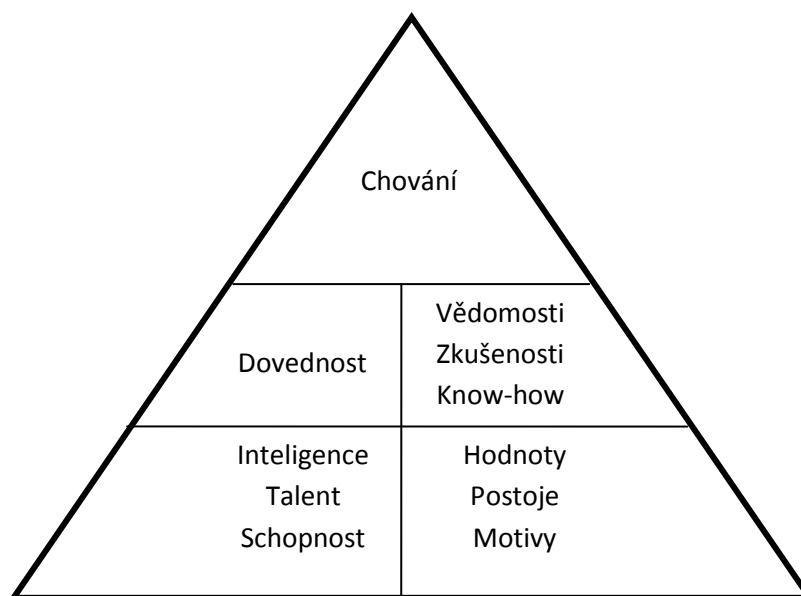 Chování
Dovednost
Vědomosti
Zkušenosti
Know-how
Inteligence
Talent
Schopnost
Hodnoty
Postoje
Motivy